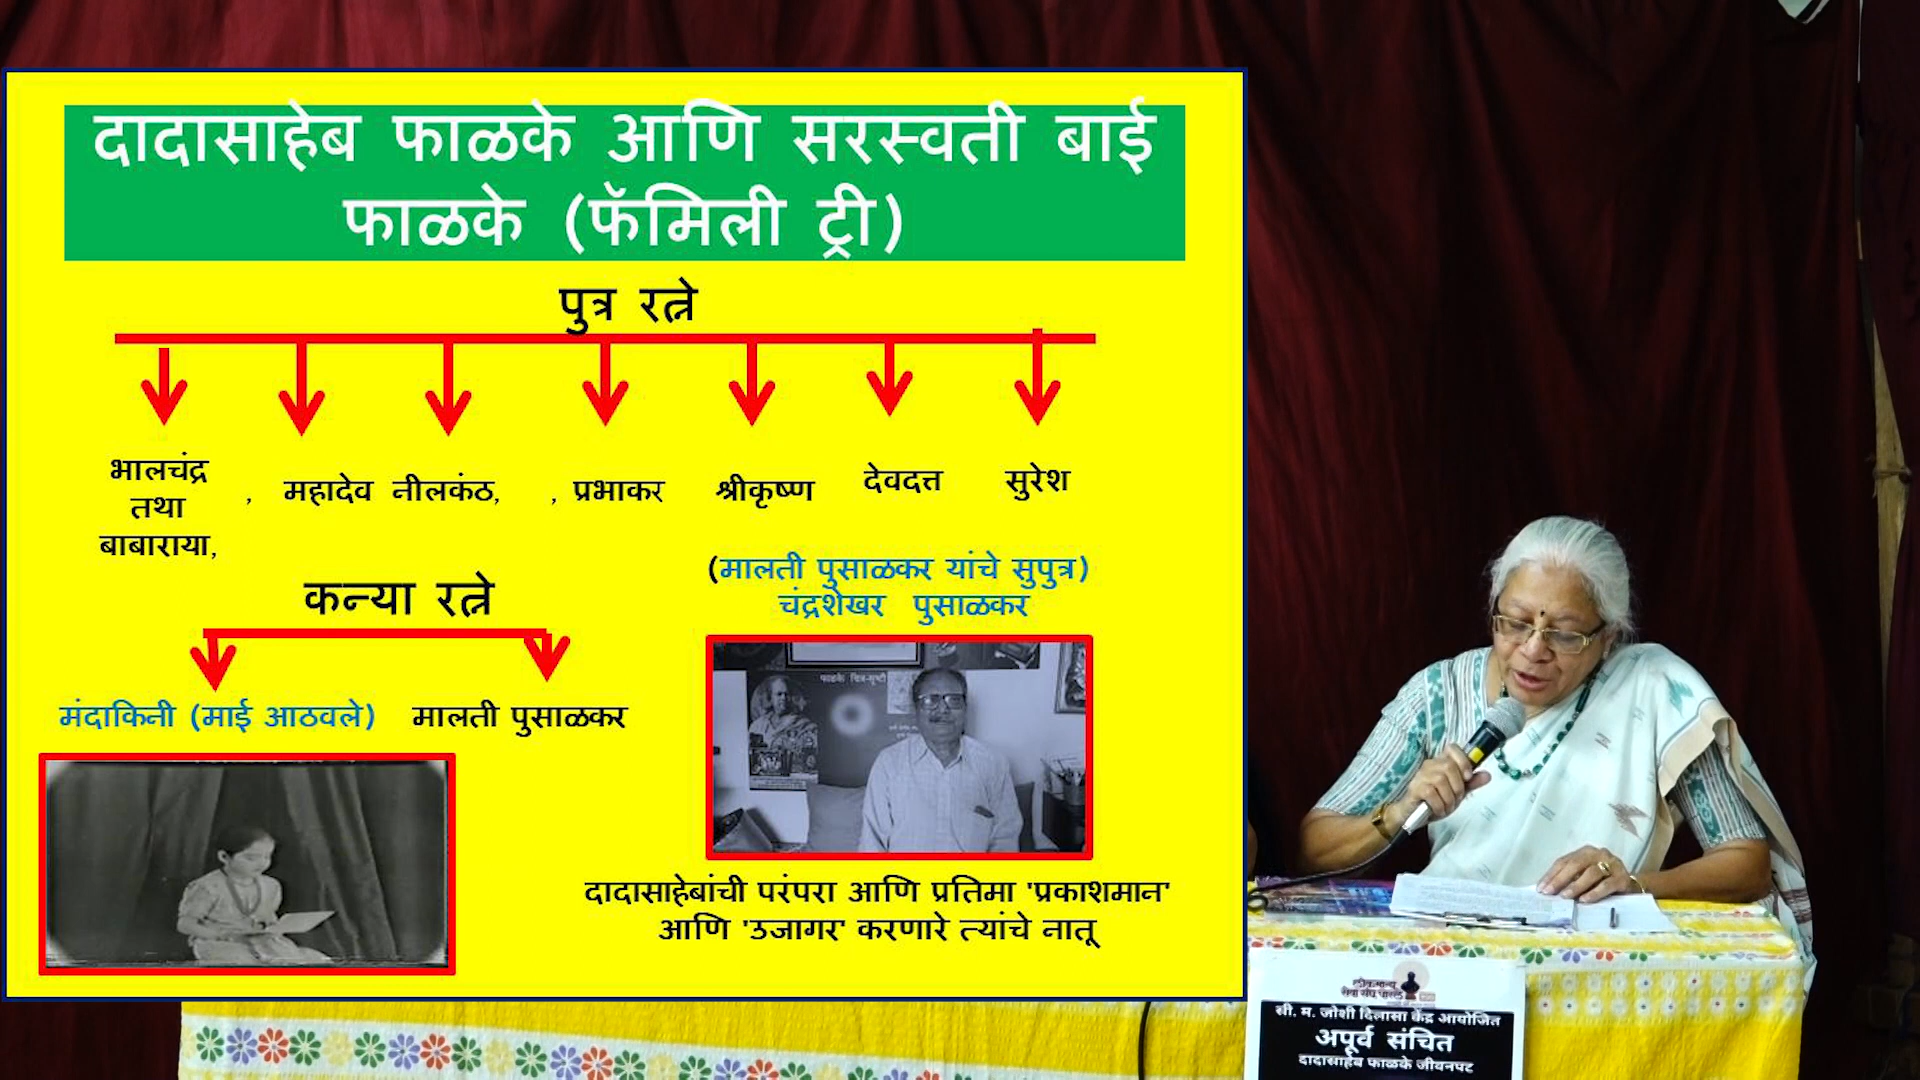 दादासाहेब फाळके आणि सरस्वती बाई
फाळके (फॅमिली ट्री)
पुत्र रत्ने
भालचंद्र
तथा
बाबाराया,
, महादेव
नीलकंठ,
, प्रभाकर
श्रीकृष्ण
देवदत्त
सुरेश
कन्या रत्ने
मंदाकिनी (माई आठवले)
मालती पुसाळकर
(मालती पुसाळकर यांचे सुपुत्र)
चंद्रशेखर पुसाळकर
फाळके चित्र-सृष्टी
दादासाहेबांची परंपरा आणि प्रतिमा 'प्रकाशमान'
आणि 'उजागर' करणारे त्यांचे नातू
लोकमान्य
सेवा संघ पारले
सी. म. जोशी दिलासा केंद्र आयोजित
अपूर्व संचित
दादासाहेब फाळके जीवनपट